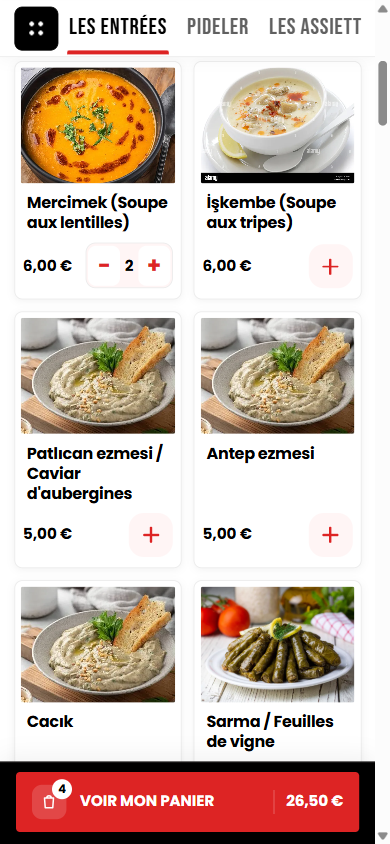 LES ENTRÉES PIDELER LES ASSIETT
Mercimek (Soupe
aux lentilles)
6,00 €
2
İşkembe (Soupe
aux tripes)
6,00 €
Patlıcan ezmesi /
Caviar
d'aubergines
5,00 €
Antep ezmesi
5,00 €
Cacık
Sarma / Feuilles
de vigne
4
VOIR MON PANIER
26,50 €